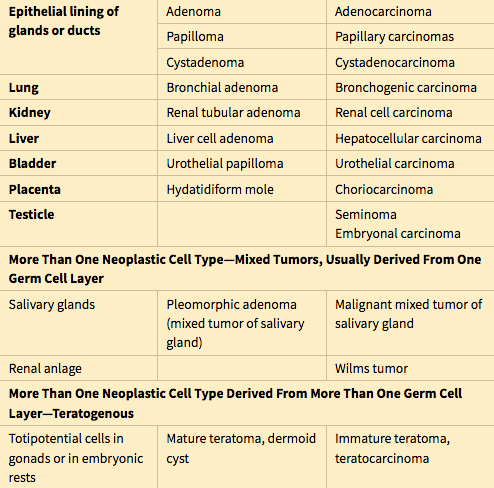 Epithelial lining of Adenoma Adenocarcinoma
glands or ducts
Papilloma Papillary carcinomas
Cystadenoma Cystadenocarcinoma
Lung Bronchial adenoma Bronchogenic carcinoma
Kidney Renal tubular adenoma Renal cell carcinoma
Liver Liver cell adenoma Hepatocellular carcinoma
Bladder Urothelial papilloma Urothelial carcinoma
Placenta Hydatidiform mole Choriocarcinoma
Testicle Seminoma
Embryonal carcinoma
More Than One Neoplastic Cell Type—Mixed Tumors, Usually Derived From One
Germ Cell Layer
Salivary glands Pleomorphic adenoma Malignant mixed tumor of
(mixed tumor of salivary salivary gland
gland)
Renal anlage Wilms tumor
More Than One Neoplastic Cell Type Derived From More Than One Germ Cell
Layer—Teratogenous
Totipotential cells in Mature teratoma, dermoid Immature teratoma,
gonads or in embryonic cyst teratocarcinoma
rests